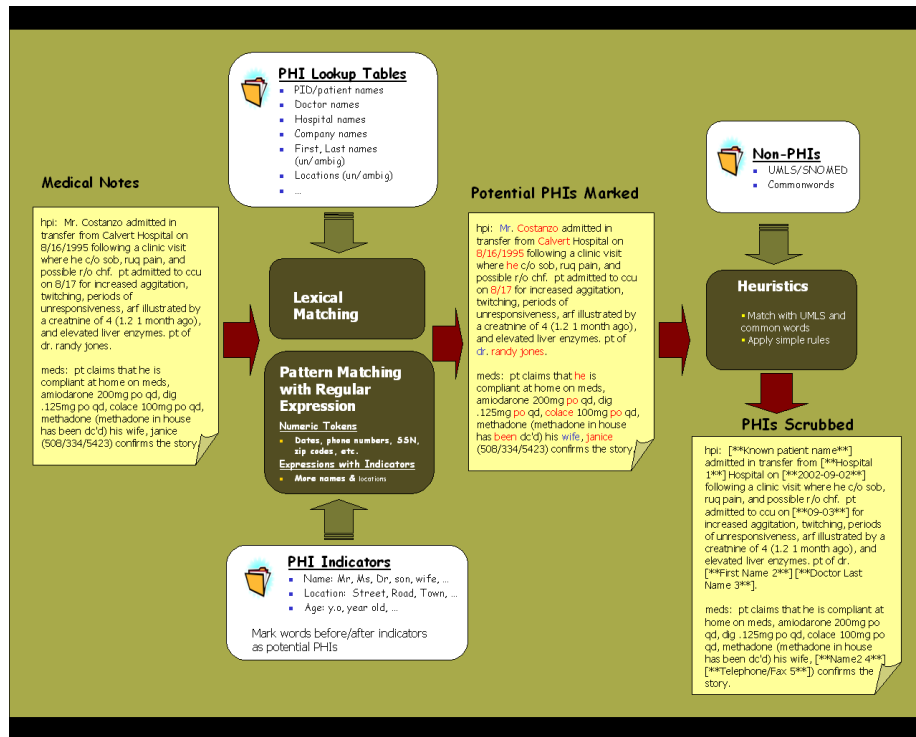 PHI Lookup Tables
PID/patient names
Doctor names
Hospital names
Company names
First, Last names
(un/ambig)
Locations (un/ambig)
...
Medical Notes
hpi: Mr. Costanzo admitted in
transfer from Calvert Hospital on
8/16/1995 following a clinic visit
where he c/o sob, ruq pain, and
possible r/o chf. pt admitted to ccu
on 8/17 for increased aggitation,
twitching, periods of
unresponsiveness, arf illustrated by
a creatnine of 4 (1.2 1 month ago),
and elevated liver enzymes. pt of
dr. randy jones.
meds: pt claims that he is
compliant at home on meds,
amiodarone 200mg po qd, dig
.125mg po qd, colace 100mg po qd,
methadone (methadone in house
has been dc'd) his wife, janice
(508/334/5423) confirms the story.
Lexical
Matching
Pattern Matching
with Regular
Expression
Numeric Tokens
Dates, phone numbers, SSN,
zip codes, etc.
Expressions with Indicators
More names & locations
PHI Indicators
Name: Mr, Ms, Dr, son, wife, ...
Location: Street, Road, Town, ...
Age: y.o, year old, ...
Mark words before/after indicators
as potential PHIs
Potential PHIs Marked
hpi: Mr. Costanzo admitted in
transfer from Calvert Hospital on
8/16/1995 following a clinic visit
where he c/o sob, ruq pain, and
possible r/o chf. pt admitted to ccu
on 8/17 for increased aggitation,
twitching, periods of
unresponsiveness, arf illustrated by
a creatnine of 4 (1.2 1 month ago),
and elevated liver enzymes. pt of
dr. randy jones.
meds: pt claims that he is
compliant at home on meds,
amiodarone 200mg po qd, dig
.125mg po qd, colace 100mg po qd,
methadone (methadone in house
has been dc'd) his wife, janice
(508/334/5423) confirms the story
Non-PHIs
UMLS/SNOMED
Commonwords
Heuristics
Match with UMLS and
common words
Apply simple rules
PHIs Scrubbed
hpi: [**Known patient name**]
admitted in transfer from [**Hospital
1**] Hospital on [**2002-09-02**]
following a clinic visit where he c/o sob,
ruq pain, and possible r/o chf. pt
admitted to ccu on [**09-03**] for
increased aggitation, twitching, periods
of unresponsiveness, arf illustrated by a
creatnine of 4 (1.2 1 month ago), and
elevated liver enzymes. pt of dr.
[**First Name 2**] [**Doctor Last
Name 3**].
meds: pt claims that he is compliant at
home on meds, amiodarone 200mg po
qd, dig .125mg po qd, colace 100mg po
qd, methadone (methadone in house
has been dc'd) his wife, [**Name2 4**]
[**Telephone/Fax 5**]) confirms the
story.